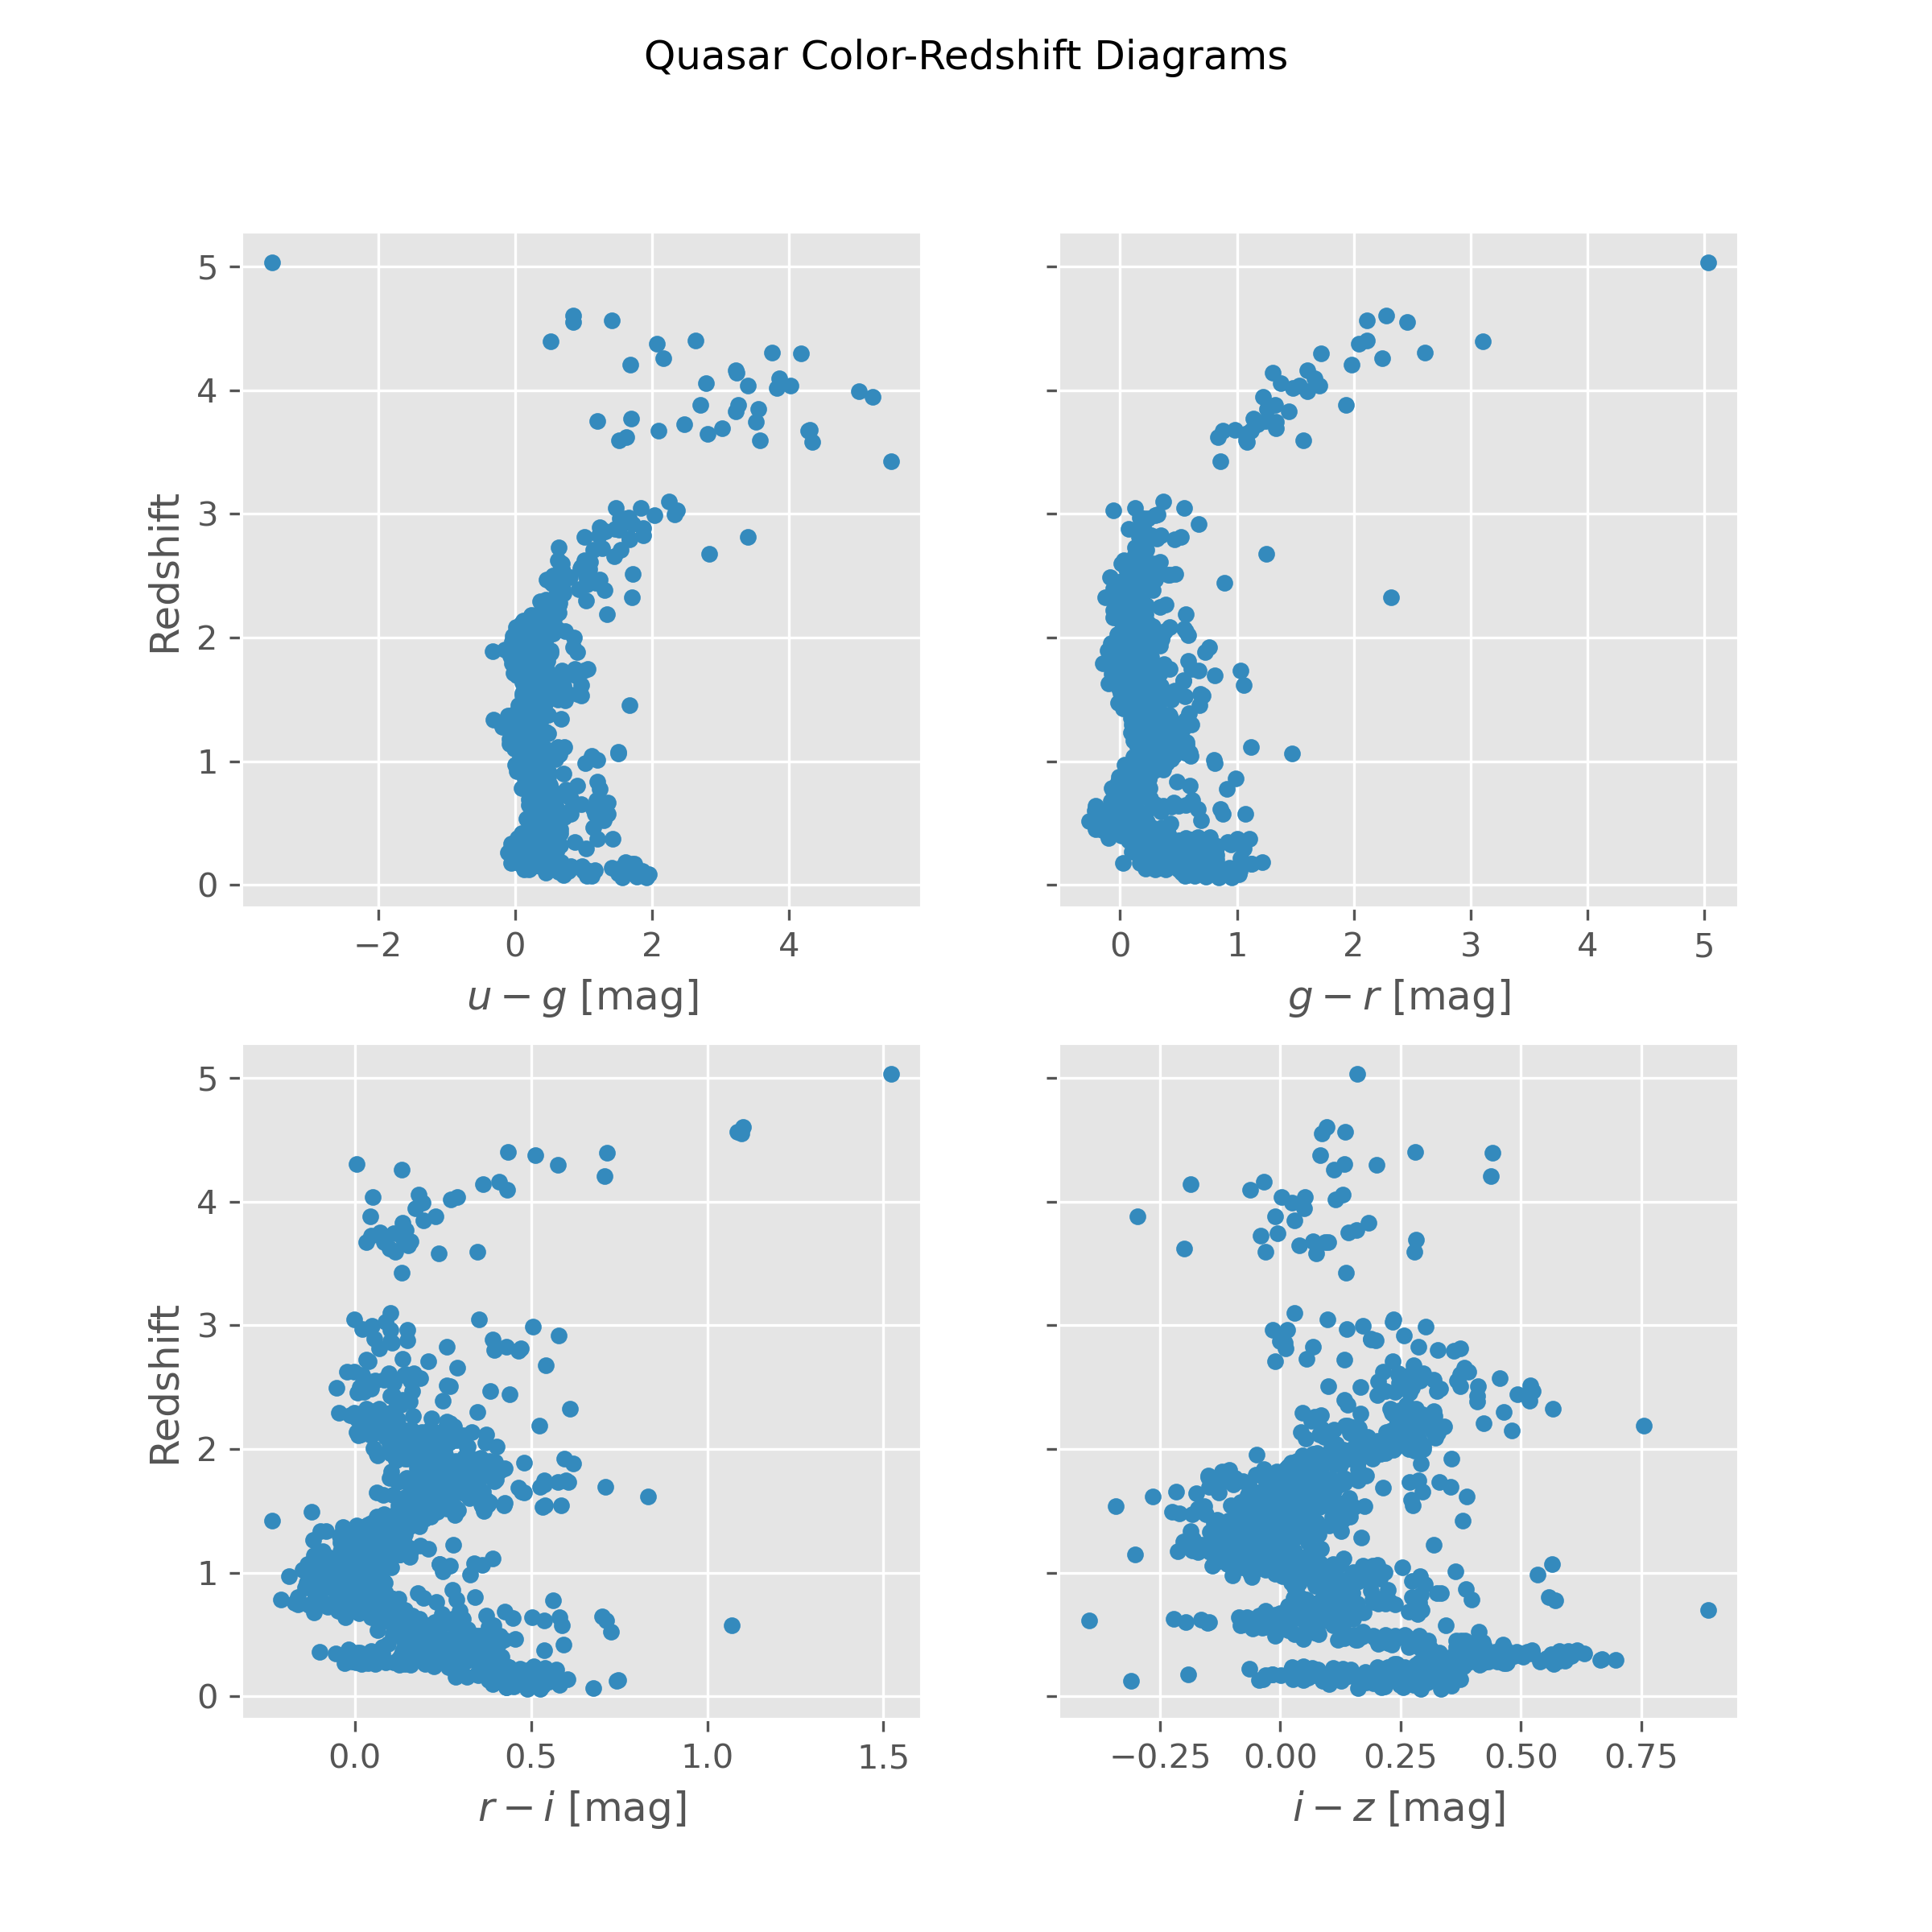 Quasar Color-Redshift Diagrams
Redshift
5
4
3
2
1
0
−2 0 2 4
u − g [mag]
0 1 2 3 4 5
g − r [mag]
Redshift
5
4
3
2
1
0
0.0 0.5 1.0 1.5
r − i [mag]
−0.25 0.00 0.25 0.50 0.75
i − z [mag]